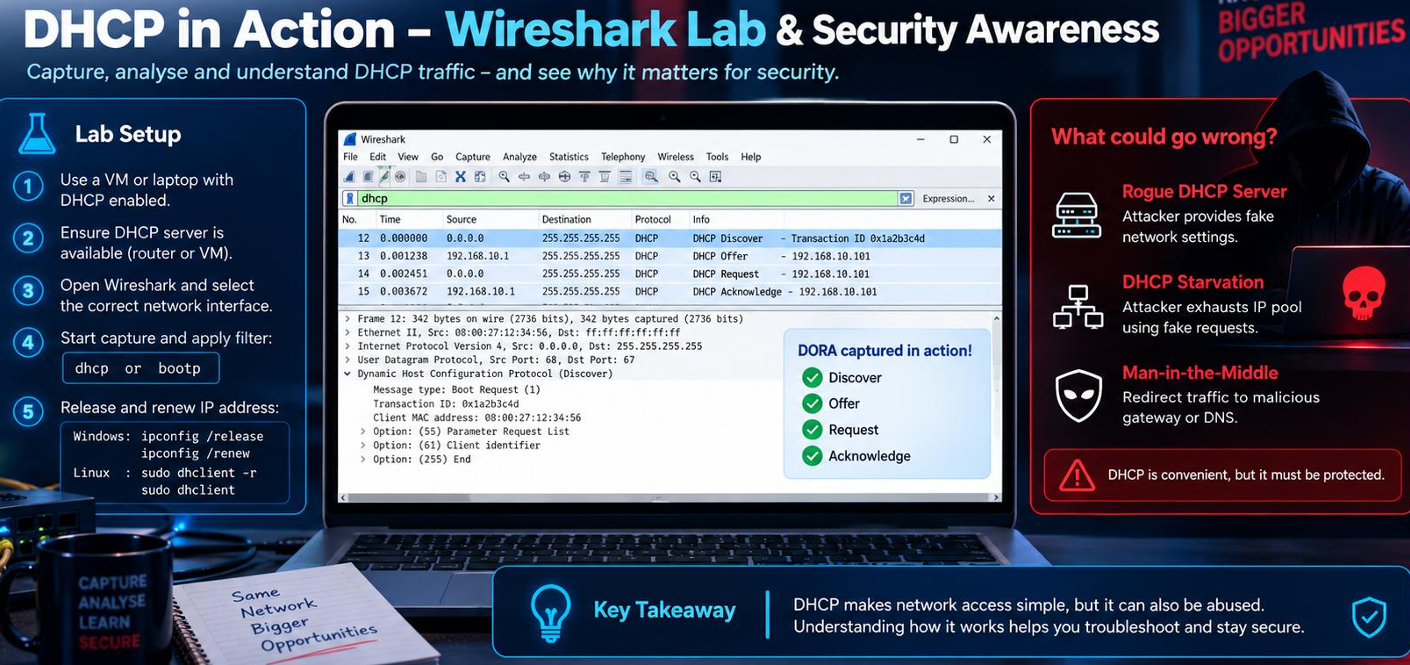 DHCP in Action – Wireshark Lab & Security Awareness
Capture, analyse and understand DHCP traffic – and see why it matters for security.
BIGGER
OPPORTUNITIES
Lab Setup
1 Use a VM or laptop with
DHCP enabled.
2 Ensure DHCP server is
available (router or VM).
3 Open Wireshark and select
the correct network interface.
4 Start capture and apply filter:
dhcp or bootp
5 Release and renew IP address:
Windows: ipconfig /release
ipconfig /renew
Linux : sudo dhclient -r
sudo dhclient
Wireshark
File Edit View Go Capture Analyze Statistics Telephony Wireless Tools Help
dhcp Expression...
No. Time Source Destination Protocol Info
12 0.000000 0.0.0.0 255.255.255.255 DHCP DHCP Discover - Transaction ID 0x1a2b3c4d
13 0.001238 192.168.10.1 255.255.255.255 DHCP DHCP Offer - 192.168.10.101
14 0.002451 0.0.0.0 255.255.255.255 DHCP DHCP Request - 192.168.10.101
15 0.003672 192.168.10.1 255.255.255.255 DHCP DHCP Acknowledge - 192.168.10.101
Frame 12: 342 bytes on wire (2736 bits), 342 bytes captured (2736 bits)
Ethernet II, Src: 08:00:27:12:34:56, Dst: ff:ff:ff:ff:ff:ff
Internet Protocol Version 4, Src: 0.0.0.0, Dst: 255.255.255.255
User Datagram Protocol, Src Port: 68, Dst Port: 67
Dynamic Host Configuration Protocol (Discover)
Message type: Boot Request (1)
Transaction ID: 0x1a2b3c4d
Client MAC address: 08:00:27:12:34:56
Option: (55) Parameter Request List
Option: (61) Client identifier
Option: (255) End
DORA captured in action!
Discover
Offer
Request
Acknowledge
What could go wrong?
Rogue DHCP Server
Attacker provides fake
network settings.
DHCP Starvation
Attacker exhausts IP pool
using fake requests.
Man-in-the-Middle
Redirect traffic to malicious
gateway or DNS.
DHCP is convenient, but it must be protected.
CAPTURE
ANALYSE
LEARN
SECURE
Same
Network
Bigger
Opportunities
Key Takeaway
DHCP makes network access simple, but it can also be abused.
Understanding how it works helps you troubleshoot and stay secure.